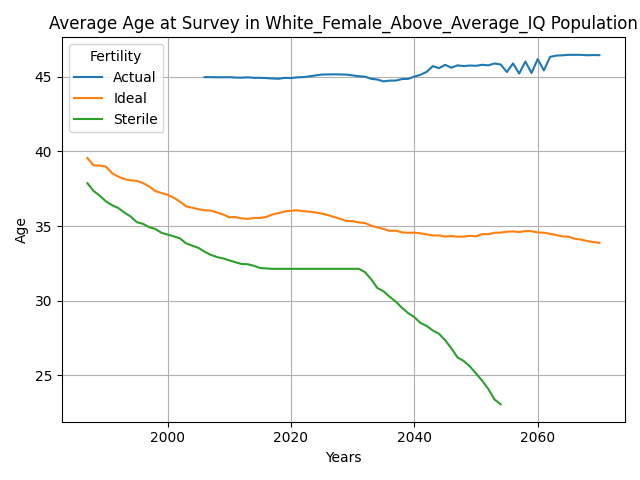 Average Age at Survey in White_Female_Above_Average_IQ Population
Fertility
Actual
Ideal
Sterile
45
40
35
30
25
Age
2000
2020
2040
2060
Years